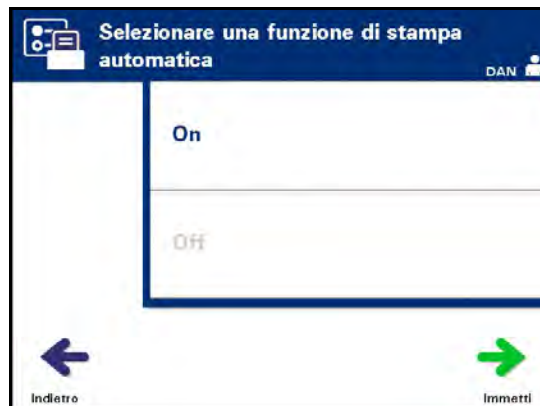 Selezionare una funzione di stampa
automatica
DAN
On
Off
Indietro
Immetti